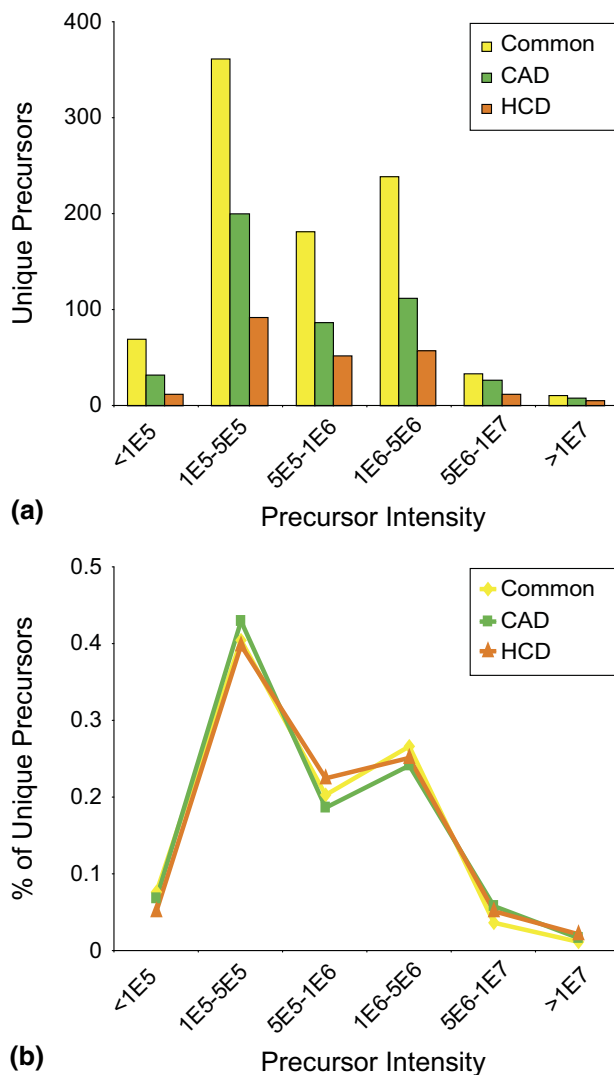 400
300
200
100
0
Unique Precursors
Common
CAD
HCD
<1E5
1E5-5E5
5E5-1E6
1E6-5E6
5E6-1E7
>1E7
(a)
Precursor Intensity
0.5
0.4
0.3
0.2
0.1
0
% of Unique Precursors
Common
CAD
HCD
<1E5
1E5-5E5
5E5-1E6
1E6-5E6
5E6-1E7
>1E7
(b)
Precursor Intensity